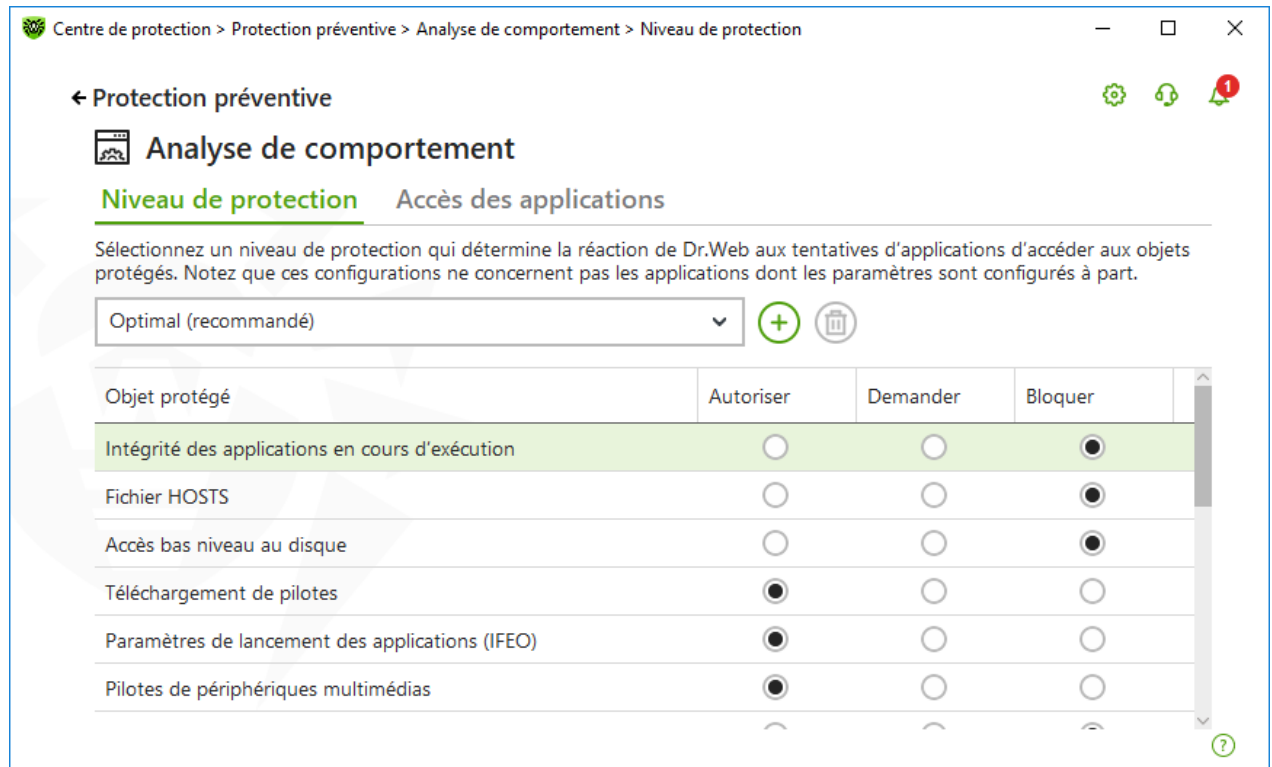 Centre de protection > Protection préventive > Analyse de comportement > Niveau de protection
Protection préventive
1
Analyse de comportement
Niveau de protection Accès des applications
Sélectionnez un niveau de protection qui détermine la réaction de Dr.Web aux tentatives d'applications d'accéder aux objets
protégés. Notez que ces configurations ne concernent pas les applications dont les paramètres sont configurés à part.
Optimal (recommandé)
Objet protégé Autoriser Demander Bloquer
Intégrité des applications en cours d'exécution
Fichier HOSTS
Accès bas niveau au disque
Téléchargement de pilotes
Paramètres de lancement des applications (IFEO)
Pilotes de périphériques multimédias
?